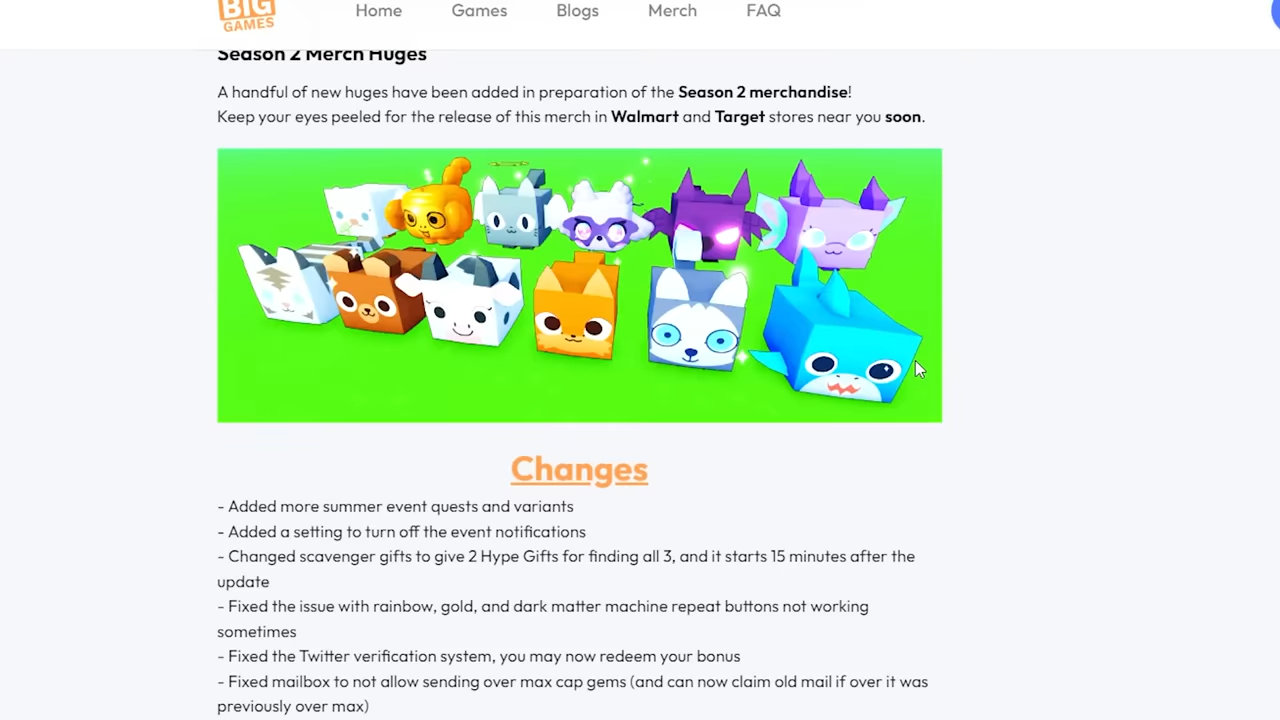 BIG
GAMES
Home Games Blogs Merch FAQ
Season 2 Merch Huges
A handful of new huges have been added in preparation of the Season 2 merchandise!
Keep your eyes peeled for the release of this merch in Walmart and Target stores near you soon.
Changes
- Added more summer event quests and variants
- Added a setting to turn off the event notifications
- Changed scavenger gifts to give 2 Hype Gifts for finding all 3, and it starts 15 minutes after the
update
- Fixed the issue with rainbow, gold, and dark matter machine repeat buttons not working
sometimes
- Fixed the Twitter verification system, you may now redeem your bonus
- Fixed mailbox to not allow sending over max cap gems (and can now claim old mail if over it was
previously over max)